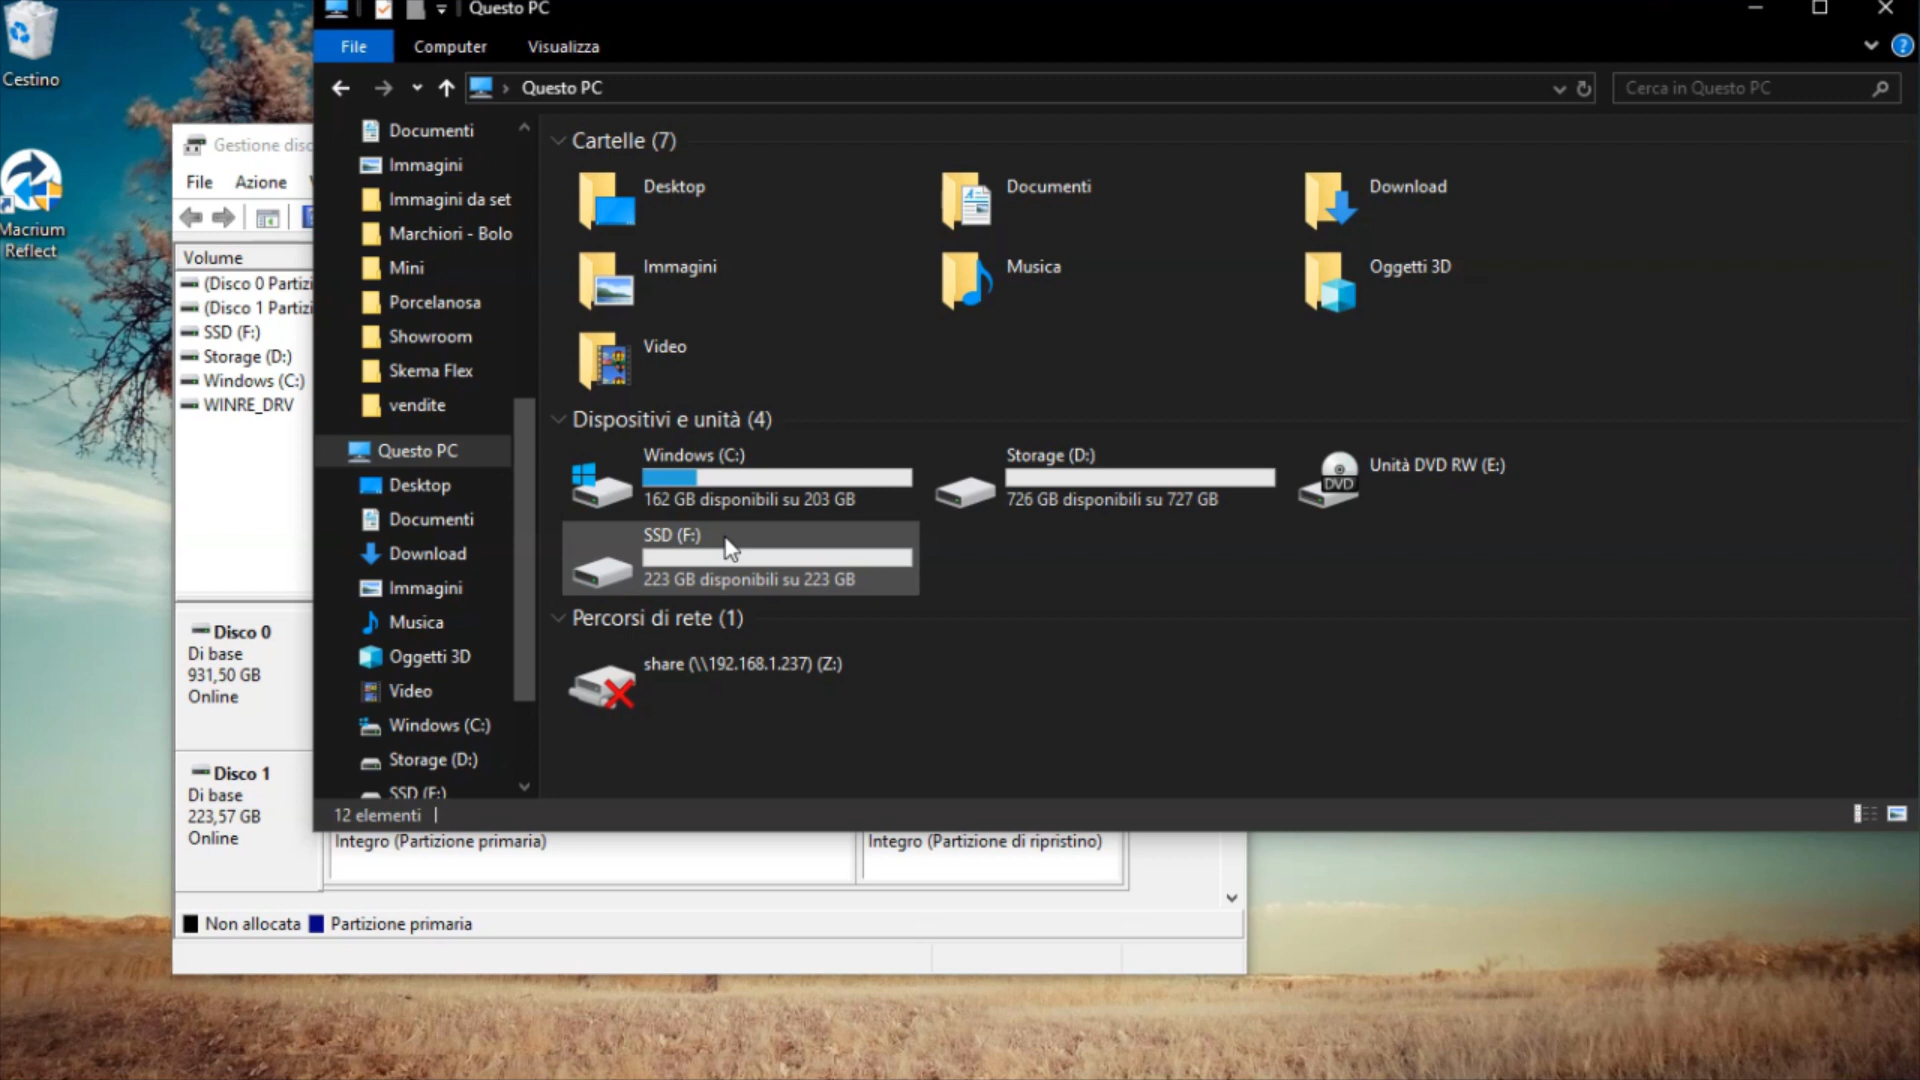 Cestino
Macrium
Reflect
Questo PC
File
Computer
Visualizza
?
Questo PC
Cerca in Questo PC
Documenti
Immagini
Immagini da set
Marchiori - Bolo
Mini
Porcelanosa
Showroom
Skema Flex
vendite
Questo PC
Desktop
Documenti
Download
Immagini
Musica
Oggetti 3D
Video
Windows (C:)
Storage (D:)
SSD (F:)
Cartelle (7)
Desktop
Documenti
Download
Immagini
Musica
Oggetti 3D
Video
Dispositivi e unità (4)
Windows (C:)
162 GB disponibili su 203 GB
Storage (D:)
726 GB disponibili su 727 GB
DVD
Unità DVD RW (E:)
SSD (F:)
223 GB disponibili su 223 GB
Percorsi di rete (1)
share (\\192.168.1.237) (Z:)
12 elementi
Gestione disc
File
Azione
Volume
(Disco 0 Partizi
(Disco 1 Partizi
SSD (F:)
Storage (D:)
Windows (C:)
WINRE_DRV
Disco 0
Di base
931,50 GB
Online
Disco 1
Di base
223,57 GB
Online
Integro (Partizione primaria)
Integro (Partizione di ripristino)
Non allocata
Partizione primaria